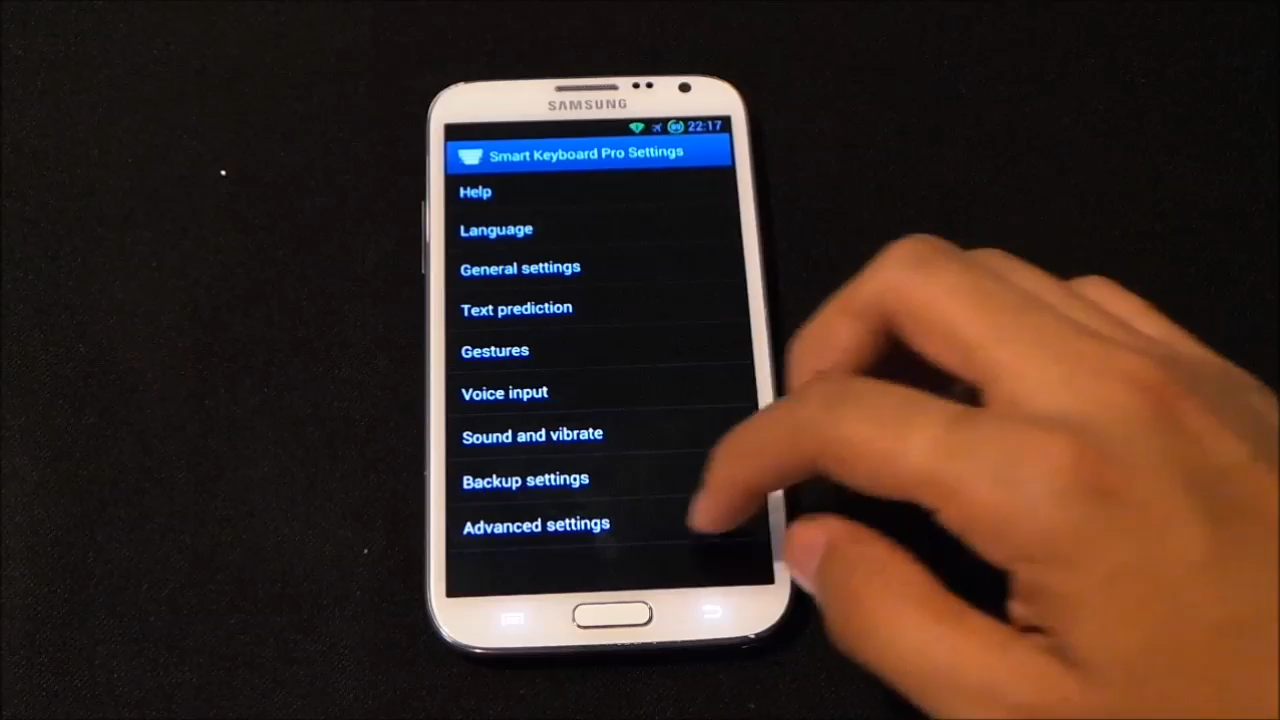 SAMSUNG
22:17
Smart Keyboard Pro Settings
Help
Language
General settings
Text prediction
Gestures
Voice input
Sound and vibrate
Backup settings
Advanced settings